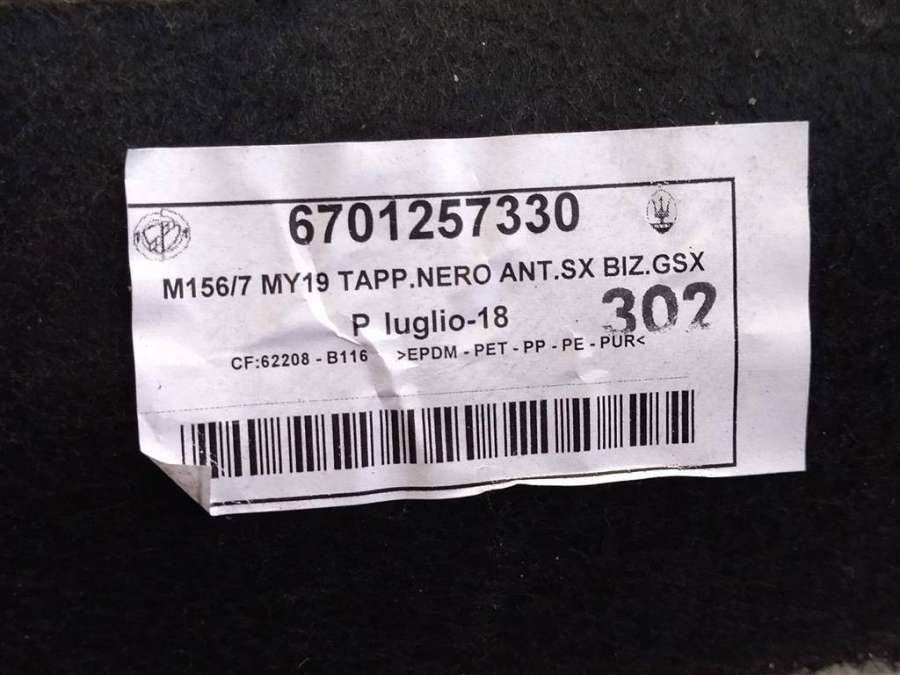 6701257330
M156/7 MY19 TAPP.NERO ANT.SX BIZ.GSX
P luglio-18
302
CF:62208 - B116 >EPDM - PET - PP - PE - PUR<